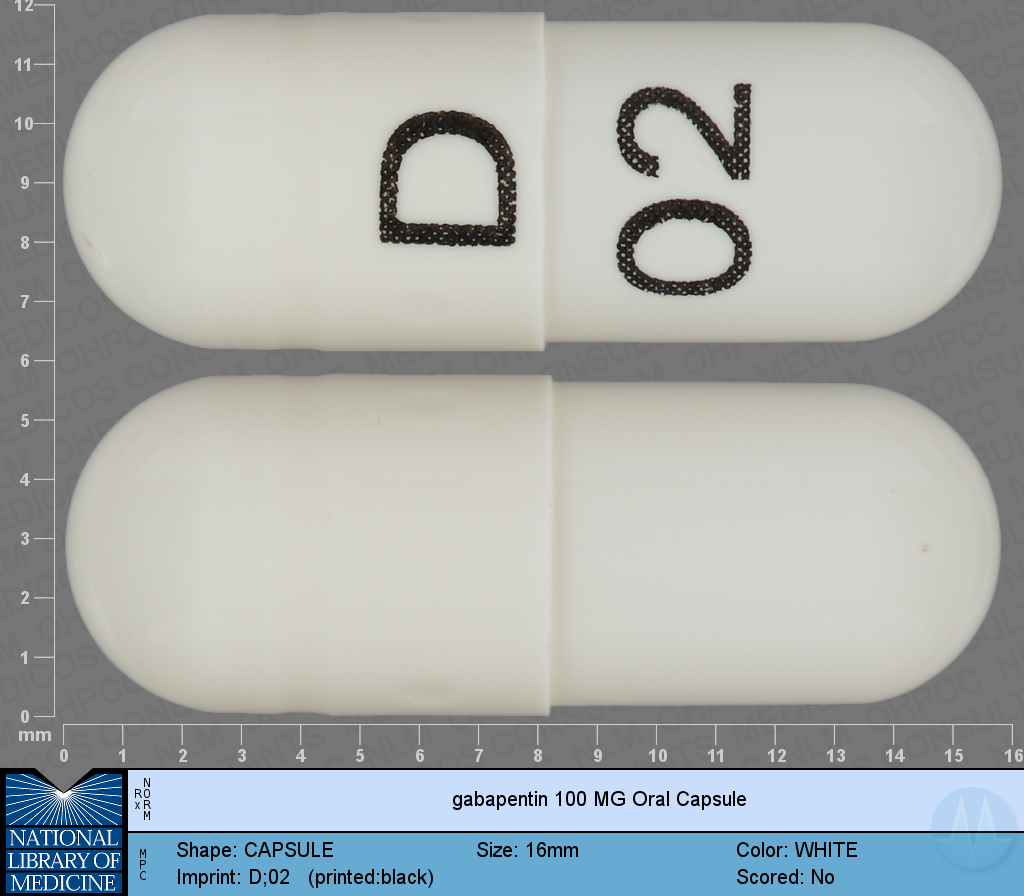 12
11
10
9
8
7
6
5
4
3
2
1
0
mm
D
02
0 1 2 3 4 5 6 7 8 9 10 11 12 13 14 15 16
NATIONAL
LIBRARY OF
MEDICINE
RxNORM
gabapentin 100 MG Oral Capsule
MPC
Shape: CAPSULE Size: 16mm Color: WHITE
Imprint: D;02 (printed:black) Scored: No